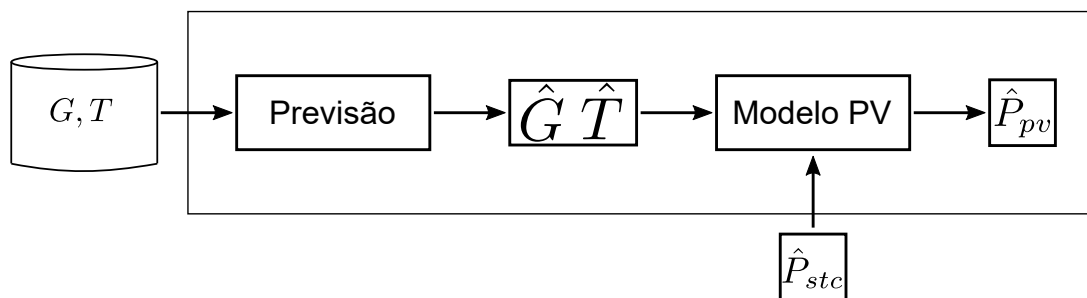 G, T
Previsão
Ĝ T̂
Modelo PV
P̂_{pv}
P̂_{stc}